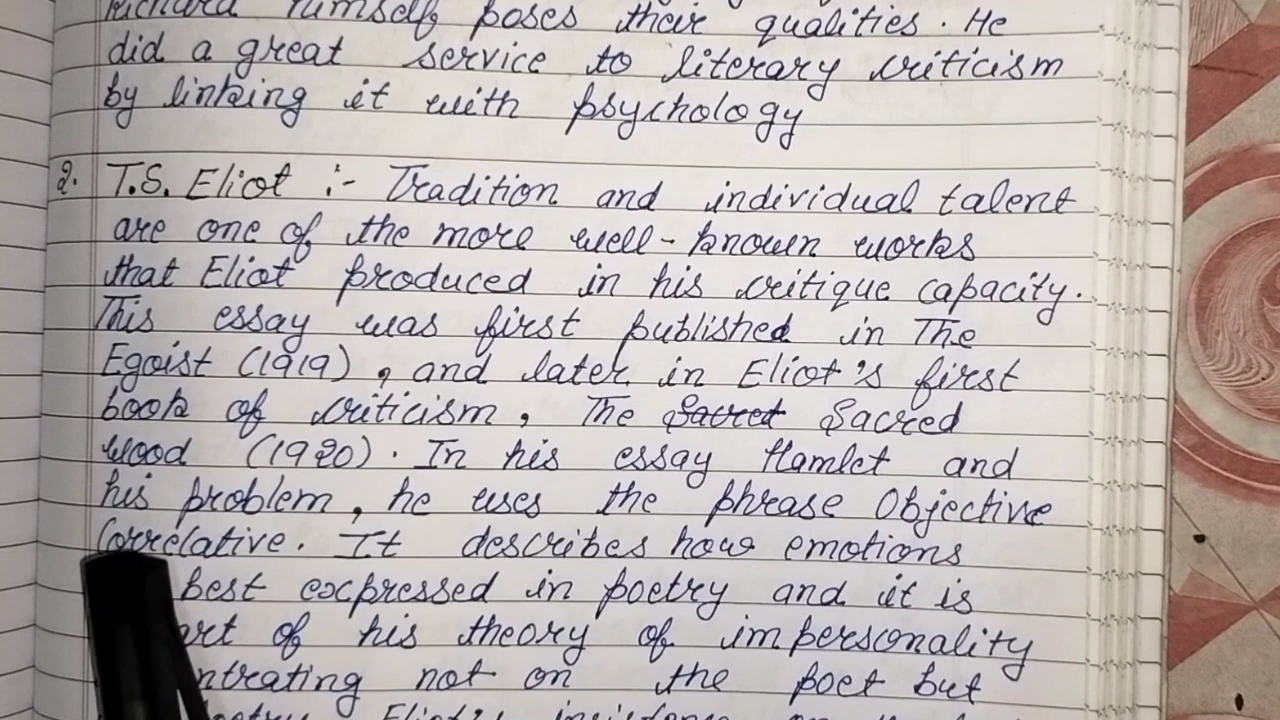 Richard himself poses their qualities. He
did a great service to literary criticism
by linking it with psychology
2. T.S. Eliot :- Tradition and individual talent
are one of the more well-known works
that Eliot produced in his critique capacity.
This essay was first published in The
Egoist (1919), and later in Eliot's first
book of criticism, The Sacred Sacred
wood (1920). In his essay Hamlet and
his problem, he uses the phrase Objective
Correlative. It describes how emotions
best expressed in poetry and it is
of his theory of impersonality
not on the poet but
Eliot's insistence on the